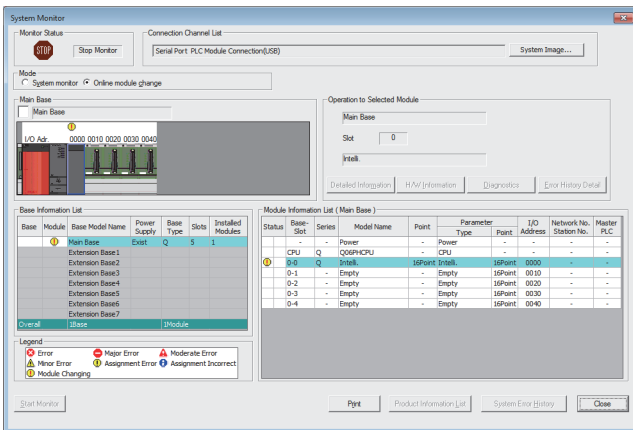 System Monitor
Monitor Status
STOP
Stop Monitor
Connection Channel List
Serial Port PLC Module Connection(USB)
System Image...
Mode
System monitor Online module change
Main Base
Main Base
I/O Adr. 0000 0010 0020 0030 0040
Operation to Selected Module
Main Base
Slot 0
Intelli.
Detailed Information H/W Information Diagnostics Error History Detail
Base Information List
Base Module Base Model Name Power Supply Base Type Slots Installed Modules
Main Base Exist Q 5 1
Extension Base1
Extension Base2
Extension Base3
Extension Base4
Extension Base5
Extension Base6
Extension Base7
Overall 1Base 1Module
Module Information List ( Main Base )
Status Base-Slot Series Model Name Point Parameter Type Point I/O Address Network No. Station No. Master PLC
- - Power - Power - - - -
CPU Q Q06PHCPU - CPU - - - -
0-0 Q Intelli. 16Point Intelli. 16Point 0000 - -
0-1 - Empty - Empty 16Point 0010 - -
0-2 - Empty - Empty 16Point 0020 - -
0-3 - Empty - Empty 16Point 0030 - -
0-4 - Empty - Empty 16Point 0040 - -
Legend
Error Major Error Moderate Error
Minor Error Assignment Error Assignment Incorrect
Module Changing
Start Monitor
Print
Product Information List
System Error History
Close